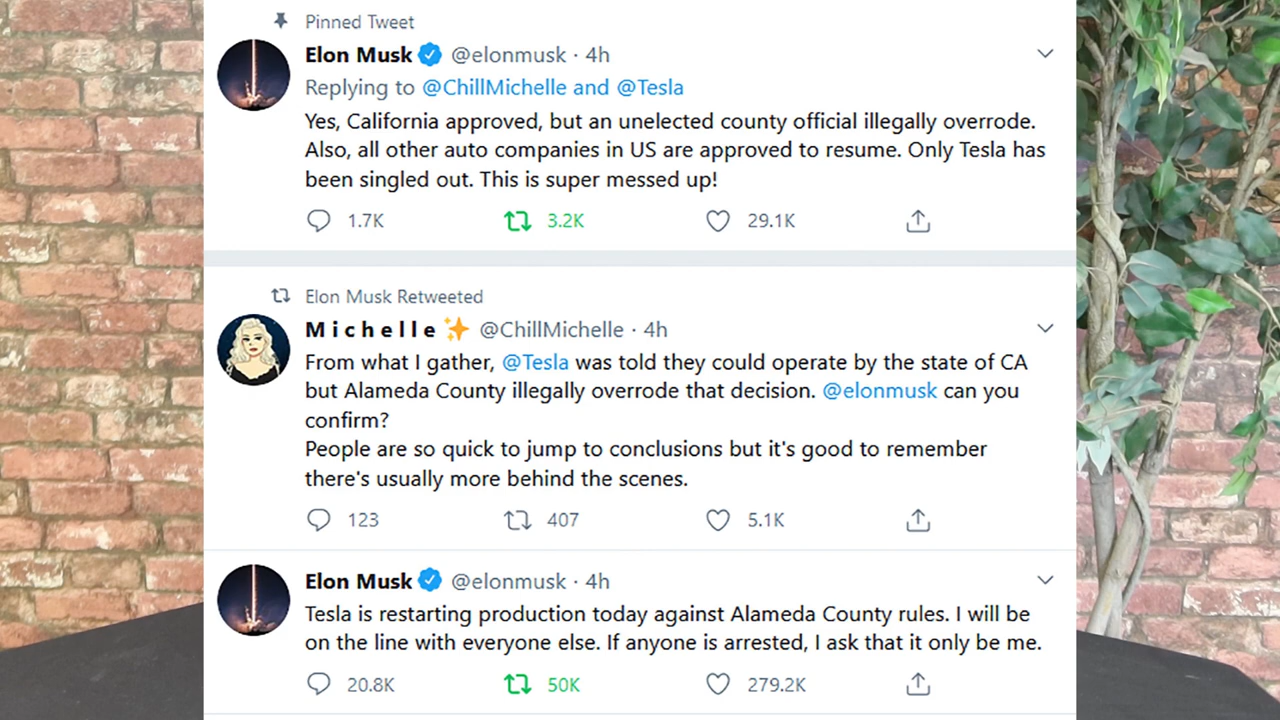 Pinned Tweet
Elon Musk @elonmusk · 4h
Replying to @ChillMichelle and @Tesla
Yes, California approved, but an unelected county official illegally overrode.
Also, all other auto companies in US are approved to resume. Only Tesla has
been singled out. This is super messed up!
1.7K 3.2K 29.1K
Elon Musk Retweeted
M i c h e l l e ✨ @ChillMichelle · 4h
From what I gather, @Tesla was told they could operate by the state of CA
but Alameda County illegally overrode that decision. @elonmusk can you
confirm?
People are so quick to jump to conclusions but it's good to remember
there's usually more behind the scenes.
123 407 5.1K
Elon Musk @elonmusk · 4h
Tesla is restarting production today against Alameda County rules. I will be
on the line with everyone else. If anyone is arrested, I ask that it only be me.
20.8K 50K 279.2K